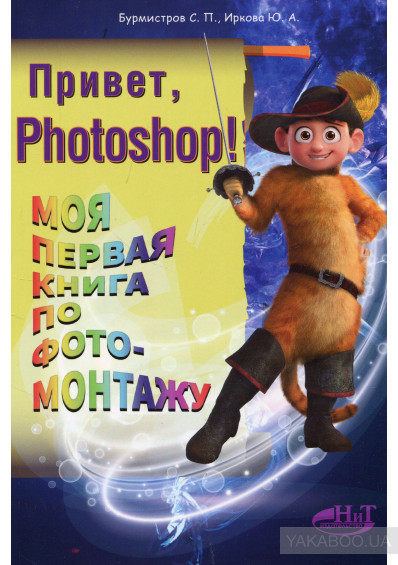 Бурмистров С. П., Иркова Ю. А.
Привет,
Photoshop!
МОЯ
ПЕРВАЯ
КНИГА
ПО
ФОТО-
МОНТАЖУ
НиТ
YAKABOO.UA